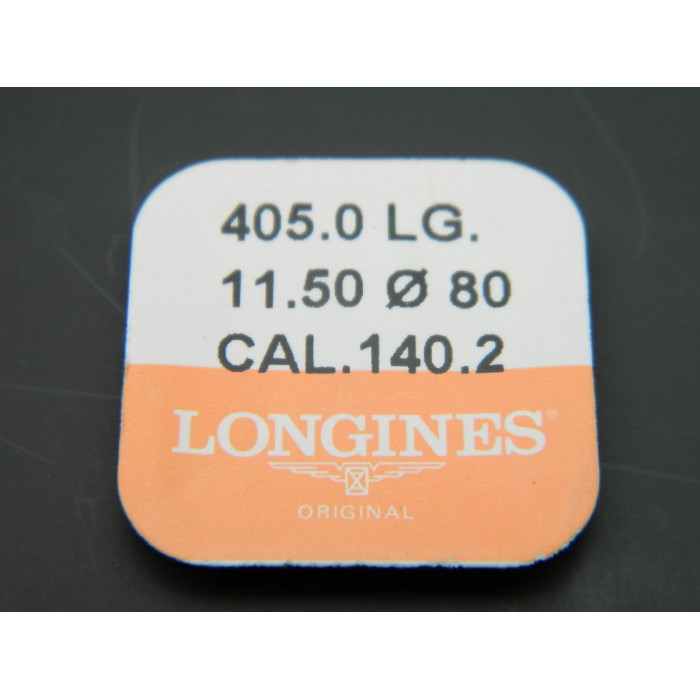 405.0 LG.
11.50 Ø 80
CAL.140.2
LONGINES®
ORIGINAL